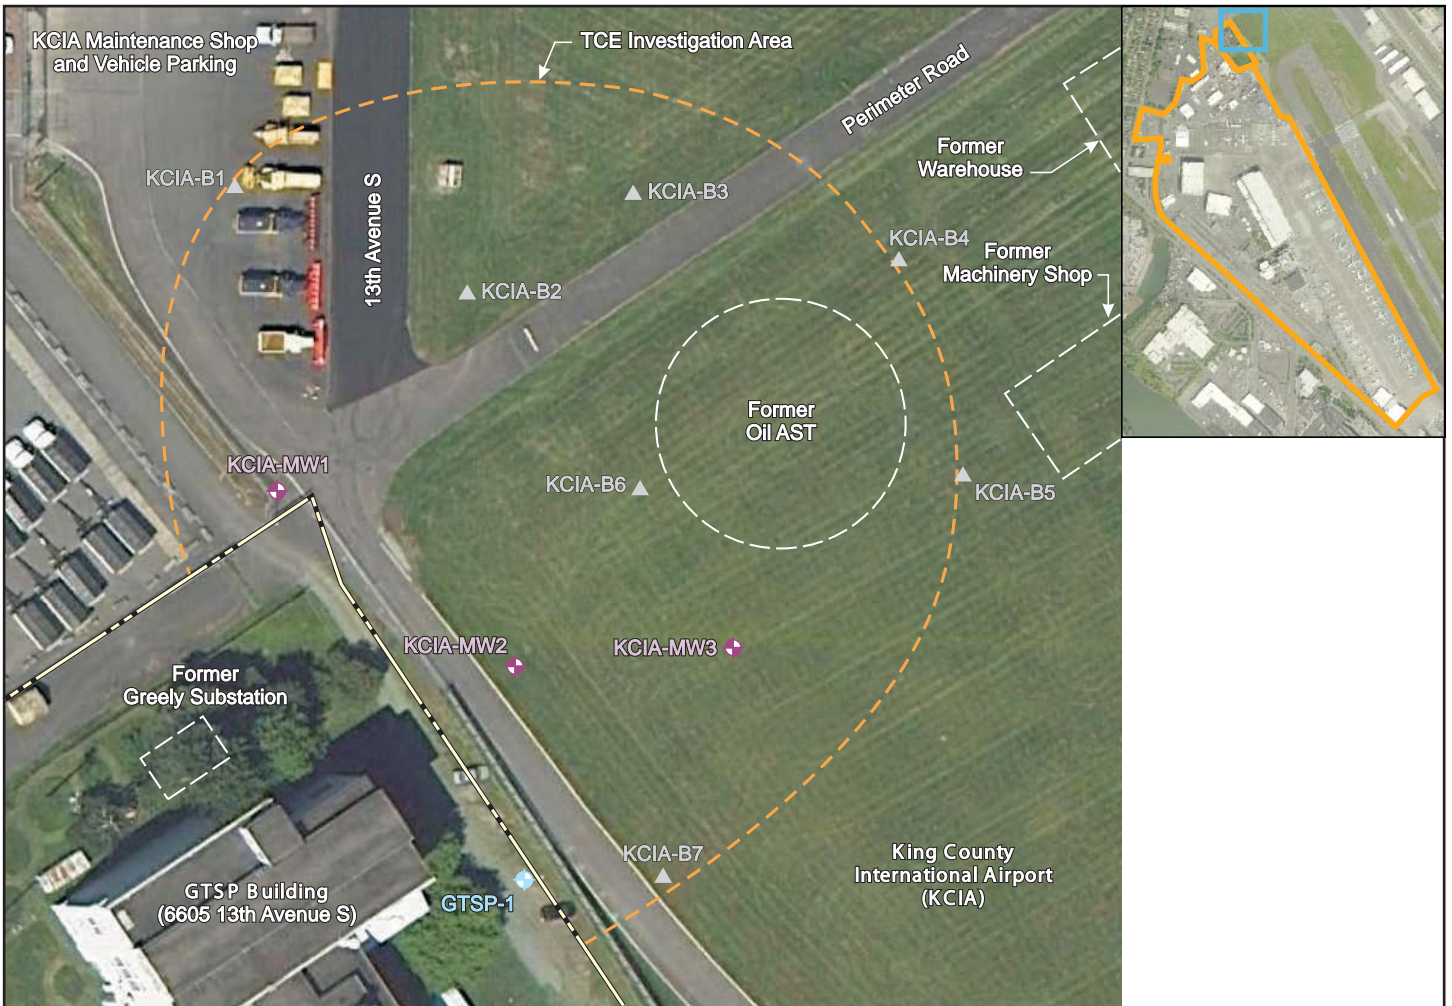 KCIA Maintenance Shop
and Vehicle Parking
TCE Investigation Area
Perimeter Road
Former
Warehouse
KCIA-B1
13th Avenue S
KCIA-B3
KCIA-B4
Former
Machinery Shop
KCIA-B2
Former
Oil AST
KCIA-MW1
KCIA-B6
KCIA-B5
KCIA-MW2
KCIA-MW3
Former
Greely Substation
KCIA-B7
King County
International Airport
(KCIA)
GTSP Building
(6605 13th Avenue S)
GTSP-1